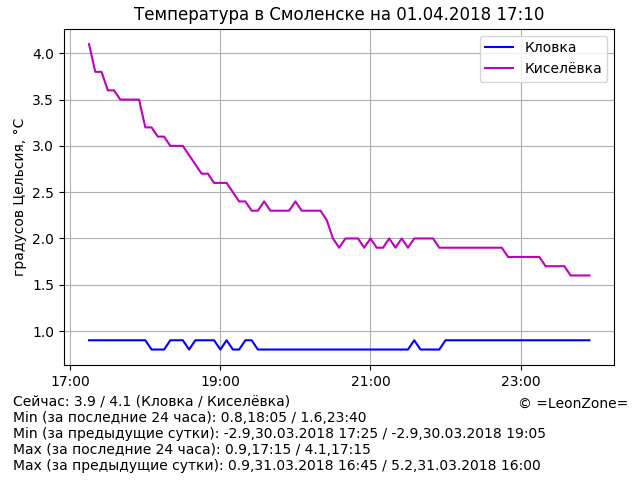 Температура в Смоленске на 01.04.2018 17:10
Кловка
Киселёвка
градусов Цельсия, °C
4.0
3.5
3.0
2.5
2.0
1.5
1.0
17:00 19:00 21:00 23:00
Сейчас: 3.9 / 4.1 (Кловка / Киселёвка)
© =LeonZone=
Min (за последние 24 часа): 0.8,18:05 / 1.6,23:40
Min (за предыдущие сутки): -2.9,30.03.2018 17:25 / -2.9,30.03.2018 19:05
Max (за последние 24 часа): 0.9,17:15 / 4.1,17:15
Max (за предыдущие сутки): 0.9,31.03.2018 16:45 / 5.2,31.03.2018 16:00